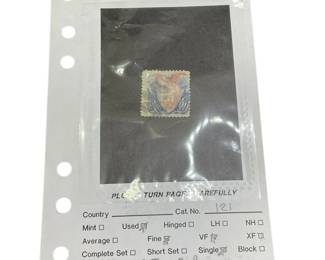 PLEASE TURN PAGE CAREFULLY
Country Cat. No. 121
Mint Used Hinged LH NH
Average Fine VF XF
Complete Set Short Set Single Block